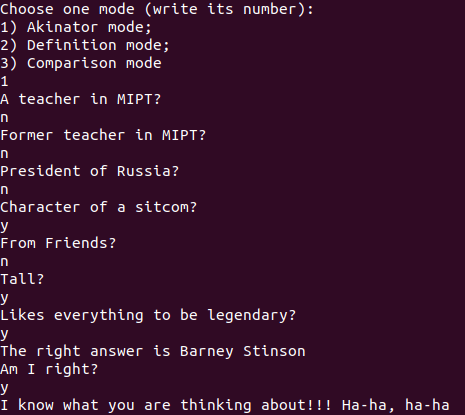 Choose one mode (write its number):
1) Akinator mode;
2) Definition mode;
3) Comparison mode
1
A teacher in MIPT?
n
Former teacher in MIPT?
n
President of Russia?
n
Character of a sitcom?
y
From Friends?
n
Tall?
y
Likes everything to be legendary?
y
The right answer is Barney Stinson
Am I right?
y
I know what you are thinking about!!! Ha-ha, ha-ha